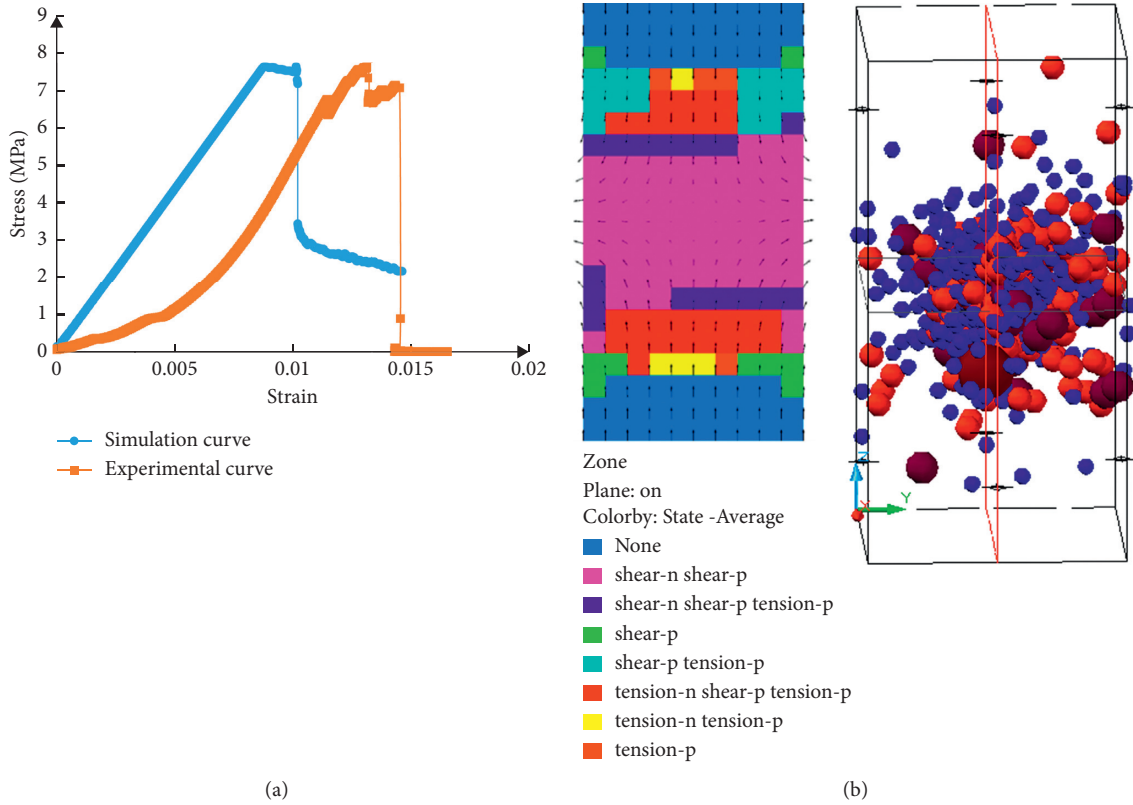 9
8
7
6
5
4
3
2
1
0
Stress (MPa)
0
0.005
0.01
0.015
0.02
Strain
Simulation curve
Experimental curve
(a)
Zone
Plane: on
Colorby: State -Average
None
shear-n shear-p
shear-n shear-p tension-p
shear-p
shear-p tension-p
tension-n shear-p tension-p
tension-n tension-p
tension-p
Z
X
Y
(b)